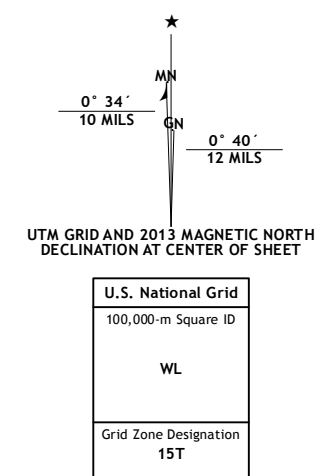 ★
MN
0° 34´
10 MILS
GN
0° 40´
12 MILS
UTM GRID AND 2013 MAGNETIC NORTH
DECLINATION AT CENTER OF SHEET
U.S. National Grid
100,000-m Square ID
WL
Grid Zone Designation
15T